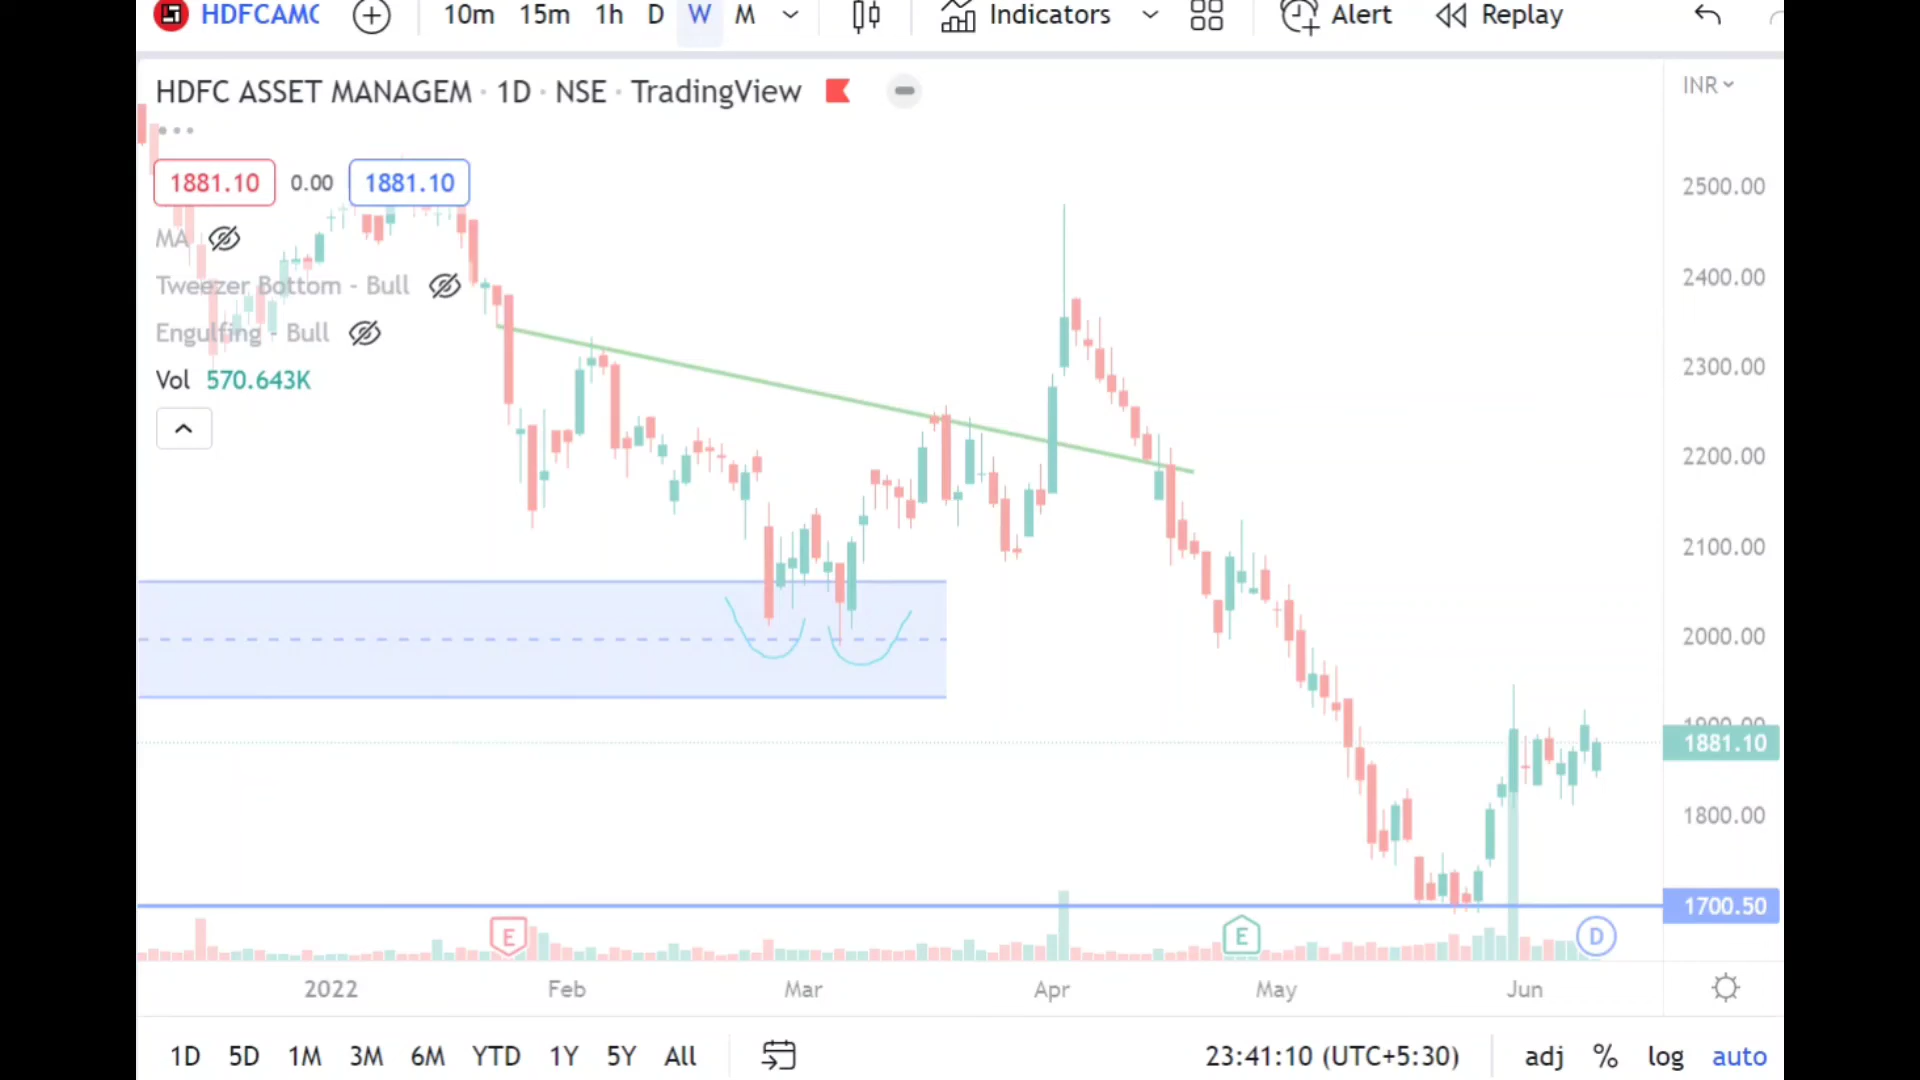 HDFCAMC 10m 15m 1h D W M Indicators Alert Replay
HDFC ASSET MANAGEM · 1D · NSE · TradingView
INR
1881.10 0.00 1881.10
2500.00
MA
2400.00
Tweezer Bottom - Bull
Engulfing - Bull
2300.00
Vol 570.643K
2200.00
2100.00
2000.00
1900.00
1881.10
1800.00
1700.50
E E D
2022 Feb Mar Apr May Jun
1D 5D 1M 3M 6M YTD 1Y 5Y All 23:41:10 (UTC+5:30) adj % log auto